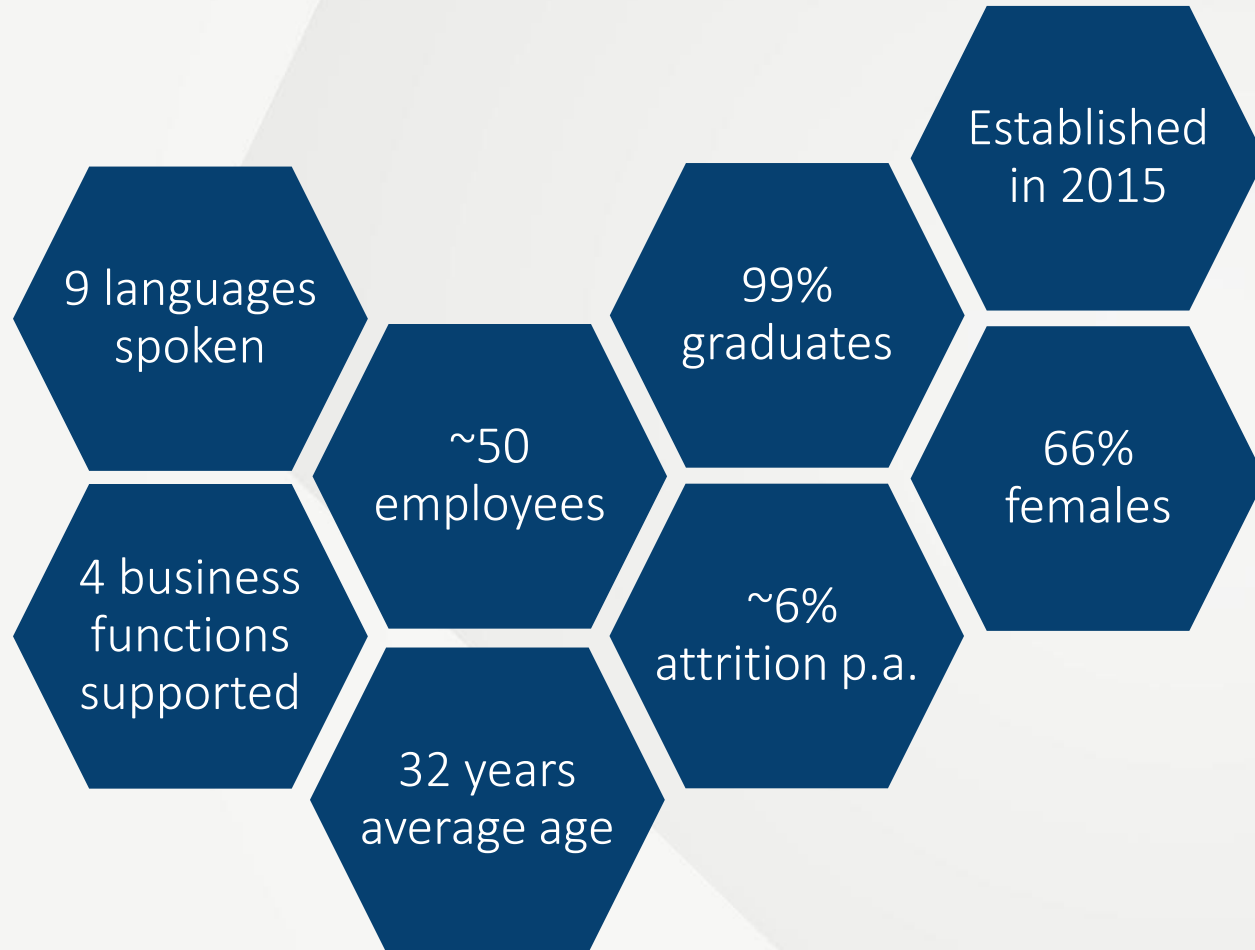 Established
in 2015
9 languages
spoken
99%
graduates
~50
employees
66%
females
4 business
functions
supported
~6%
attrition p.a.
32 years
average age